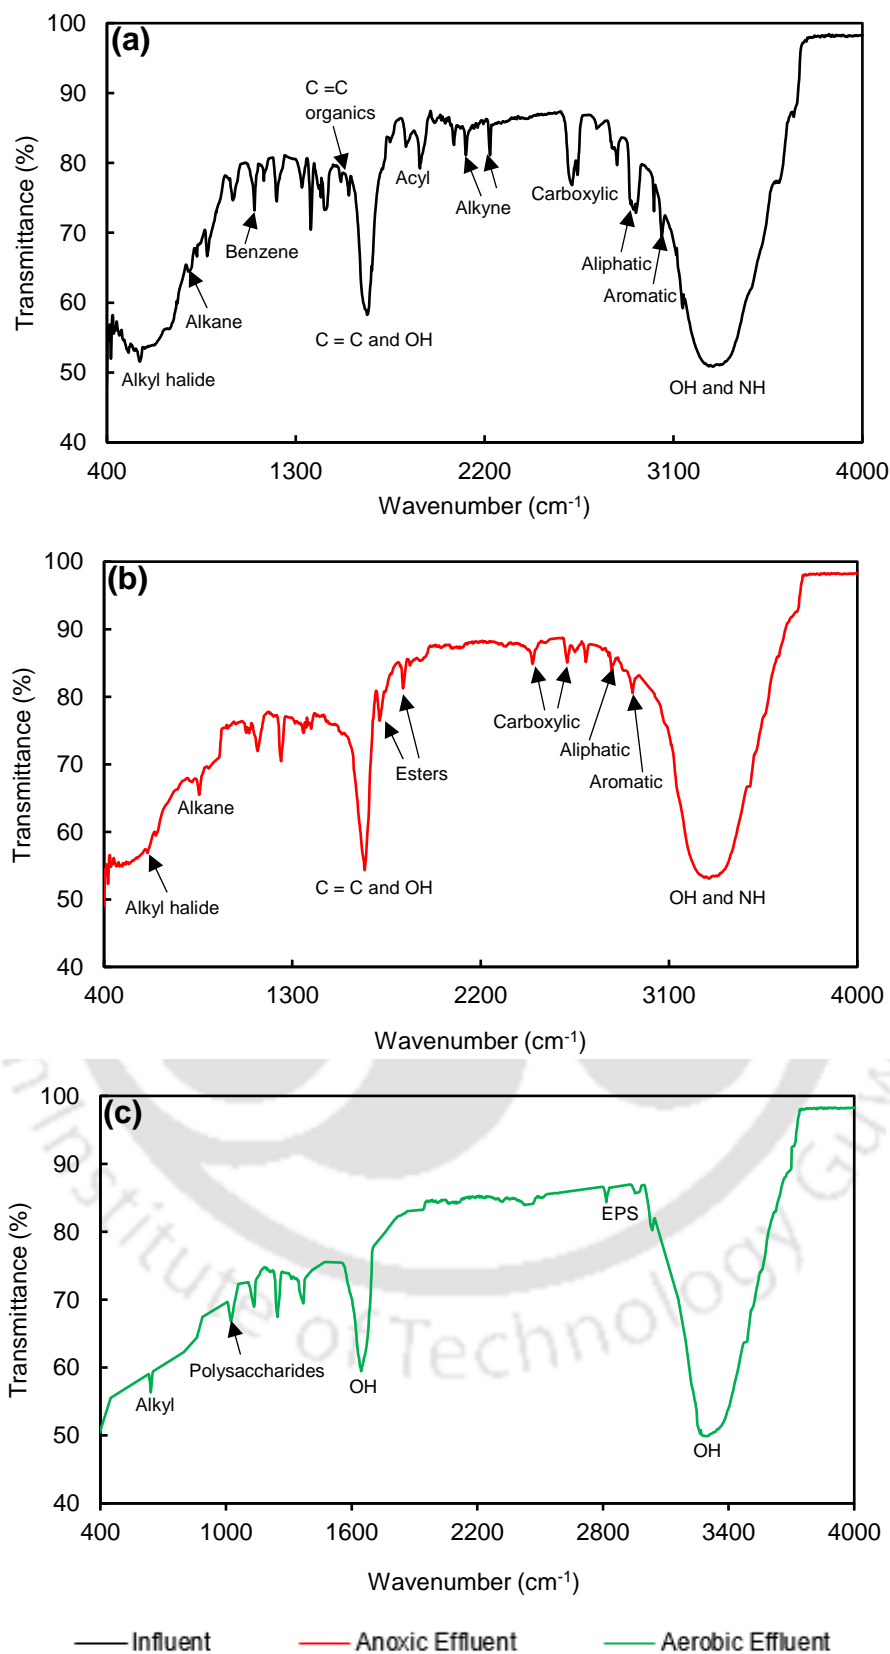 (a)
100
90
80
70
60
50
40
Transmittance (%)
C =C
organics
Acyl
Alkyne
Carboxylic
Benzene
Aliphatic
Aromatic
Alkane
C = C and OH
Alkyl halide
OH and NH
400 1300 2200 3100 4000
Wavenumber (cm-1)
(b)
100
90
80
70
60
50
40
Transmittance (%)
Carboxylic
Aliphatic
Esters
Aromatic
Alkane
Alkyl halide
C = C and OH
OH and NH
400 1300 2200 3100 4000
Wavenumber (cm-1)
(c)
100
90
80
70
60
50
40
Transmittance (%)
EPS
Polysaccharides
Alkyl
OH
OH
400 1000 1600 2200 2800 3400 4000
Wavenumber (cm-1)
Institute of Technology Guw
Influent Anoxic Effluent Aerobic Effluent